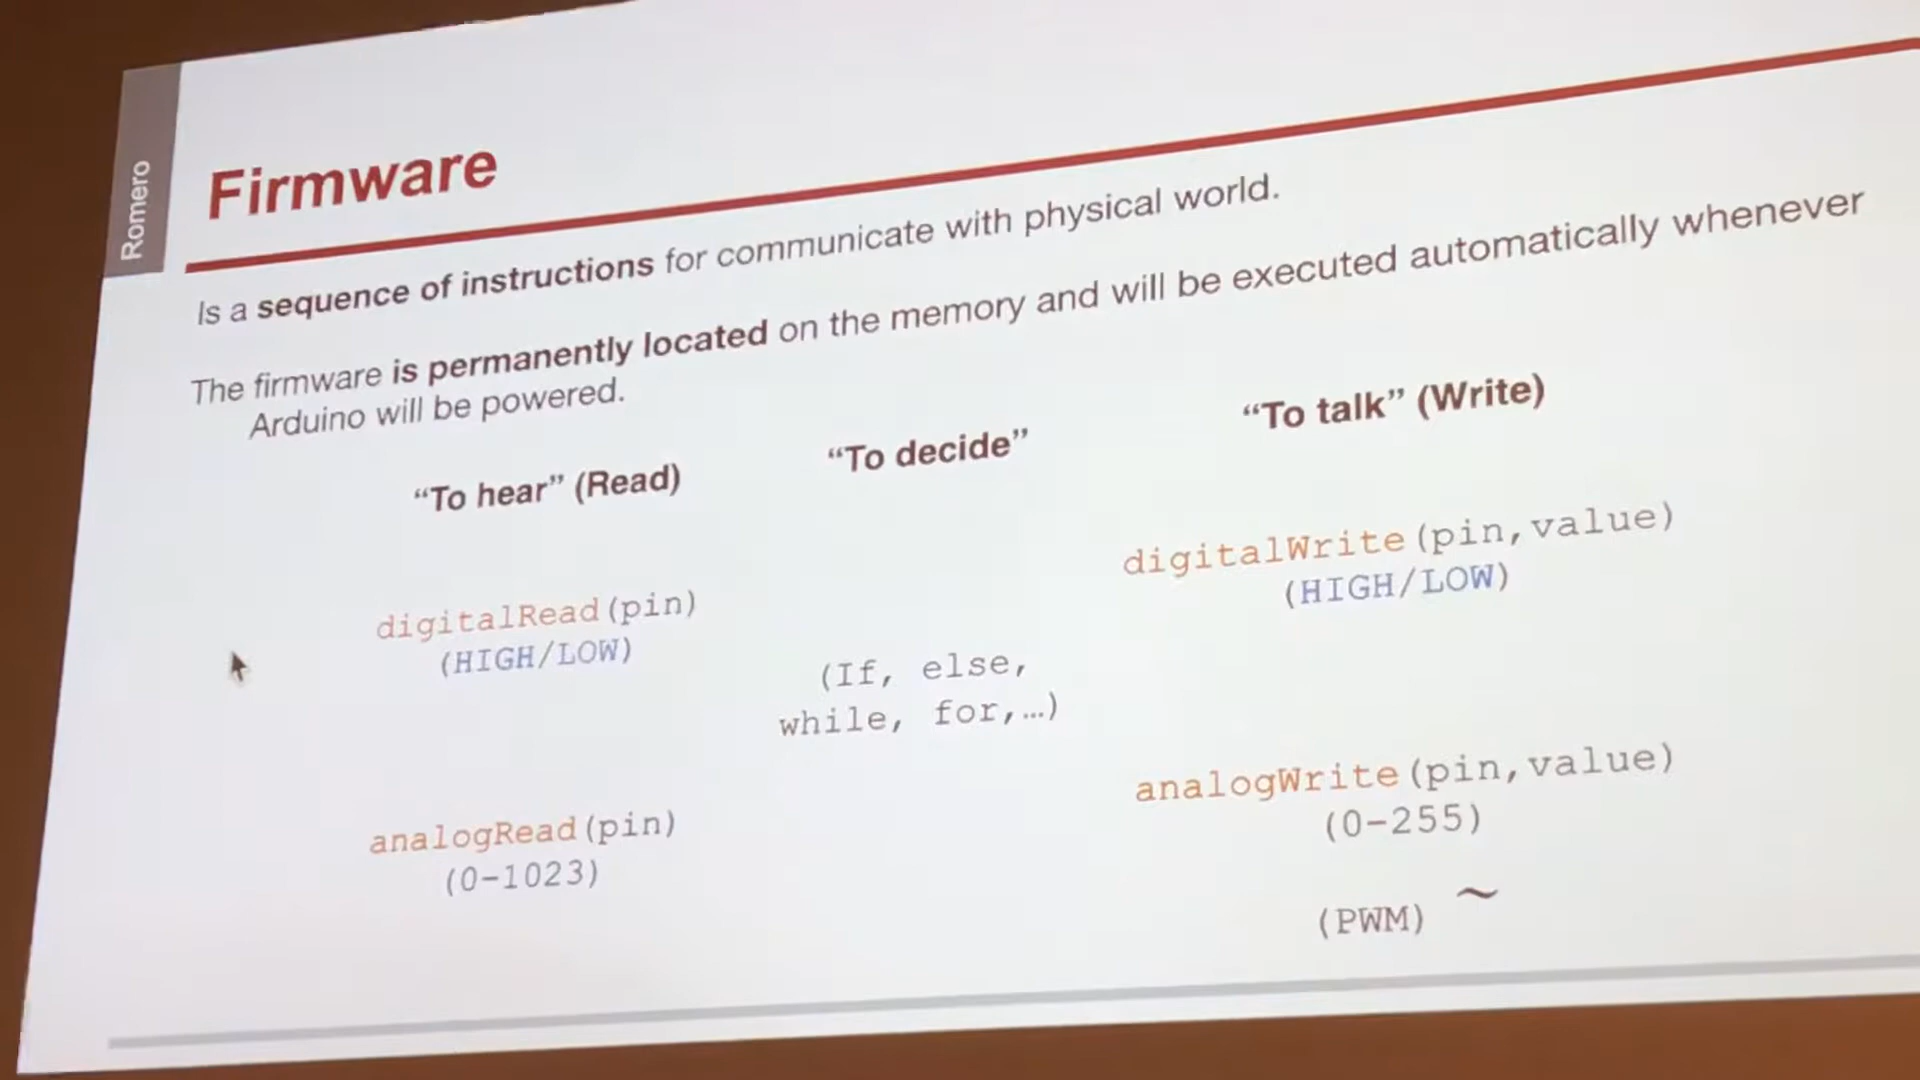 Romero
Firmware
Is a sequence of instructions for communicate with physical world.
The firmware is permanently located on the memory and will be executed automatically whenever
Arduino will be powered.
“To hear” (Read)
“To decide”
“To talk” (Write)
digitalRead(pin)
(HIGH/LOW)
analogRead(pin)
(0-1023)
(If, else,
while, for,…)
digitalWrite(pin,value)
(HIGH/LOW)
analogWrite(pin,value)
(0-255)
(PWM) ~